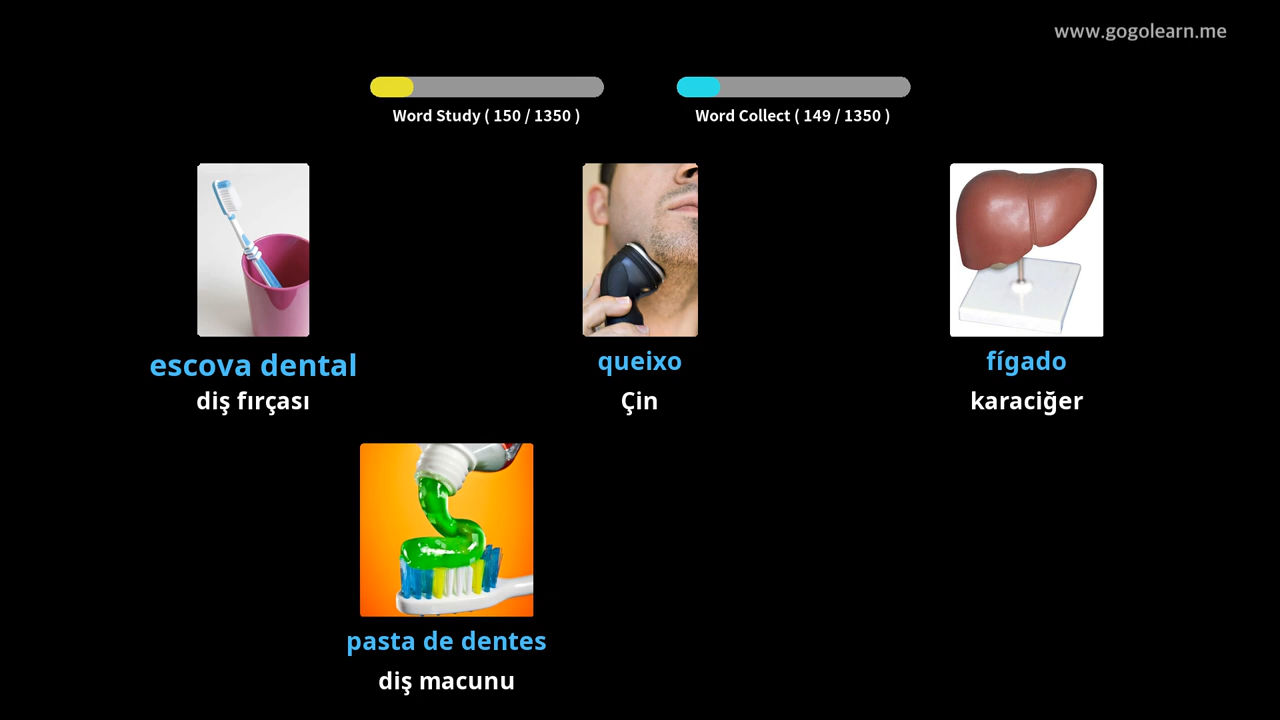 www.gogolearn.me
Word Study ( 150 / 1350 )
Word Collect ( 149 / 1350 )
escova dental
diş fırçası
queixo
Çin
fígado
karaciğer
pasta de dentes
diş macunu